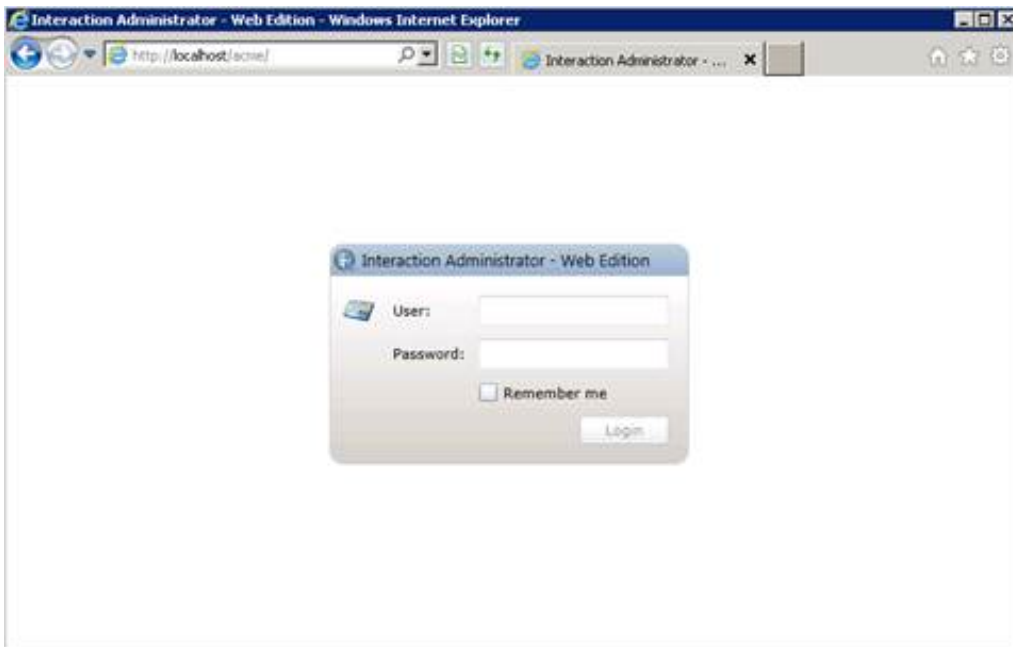 Interaction Administrator - Web Edition - Windows Internet Explorer
http://localhost/acme/
Interaction Administrator - ...
Interaction Administrator - Web Edition
User:
Password:
Remember me
Login